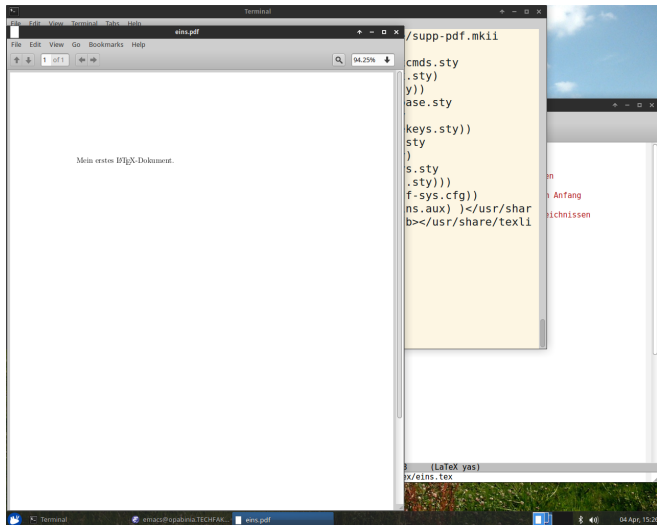 Terminal
File Edit View Terminal Tabs Help
eins.pdf
File Edit View Go Bookmarks Help
1 of 1
94.25%
Mein erstes LATEX-Dokument.
/supp-pdf.mkii
cmds.sty
.sty)
y))
base.sty
keys.sty))
sty
)
s.sty
.sty)))
f-sys.cfg))
ns.aux) )</usr/shar
b></usr/share/texli
en
Anfang
eichnissen
(LaTeX yas)
ex/eins.tex
Terminal
emacs@opabinia.TECHFAK...
eins.pdf
04 Apr, 15:26